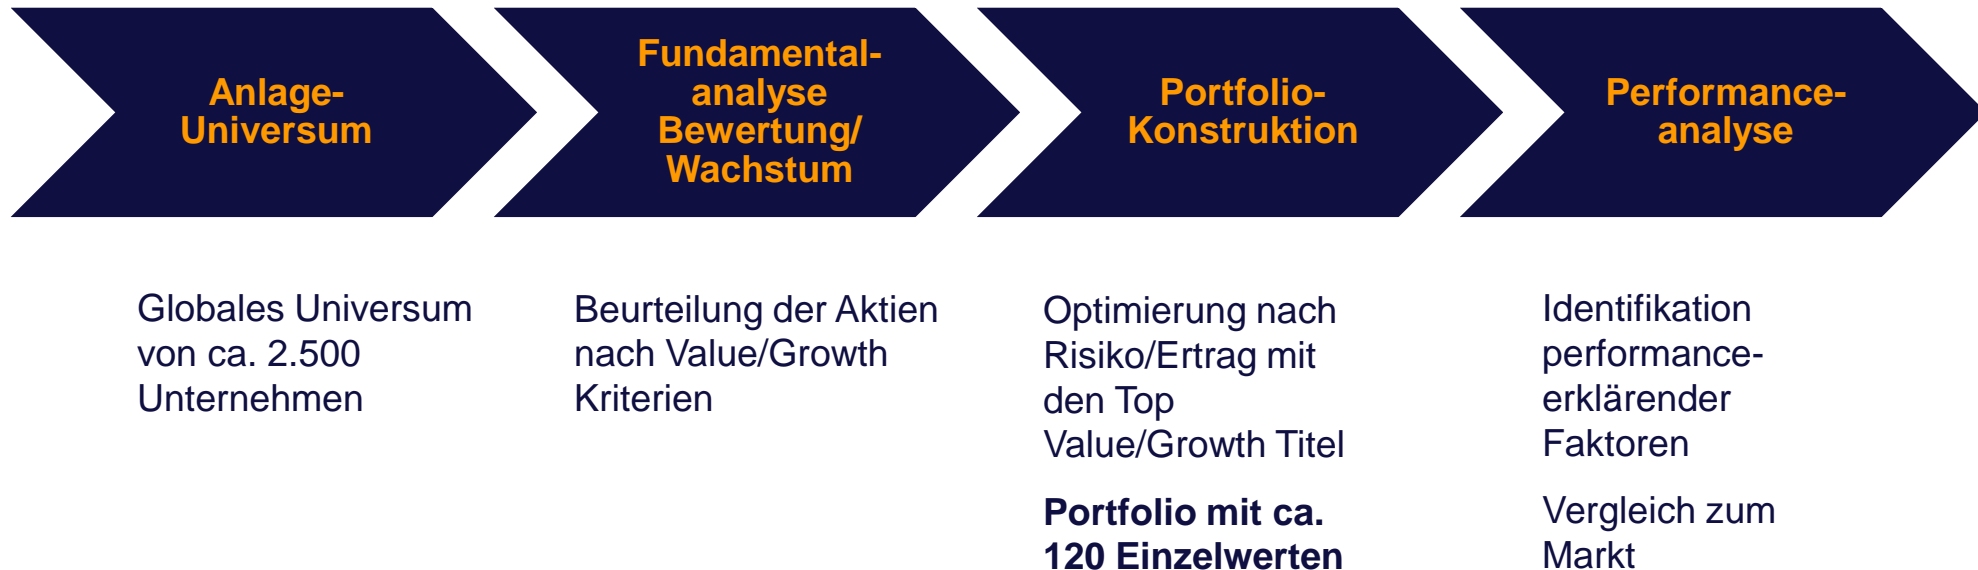 Anlage-
Universum
Fundamental-
analyse
Bewertung/
Wachstum
Portfolio-
Konstruktion
Performance-
analyse
Globales Universum
von ca. 2.500
Unternehmen
Beurteilung der Aktien
nach Value/Growth
Kriterien
Optimierung nach
Risiko/Ertrag mit
den Top
Value/Growth Titel
Portfolio mit ca.
120 Einzelwerten
Identifikation
performance-
erklärender
Faktoren
Vergleich zum
Markt